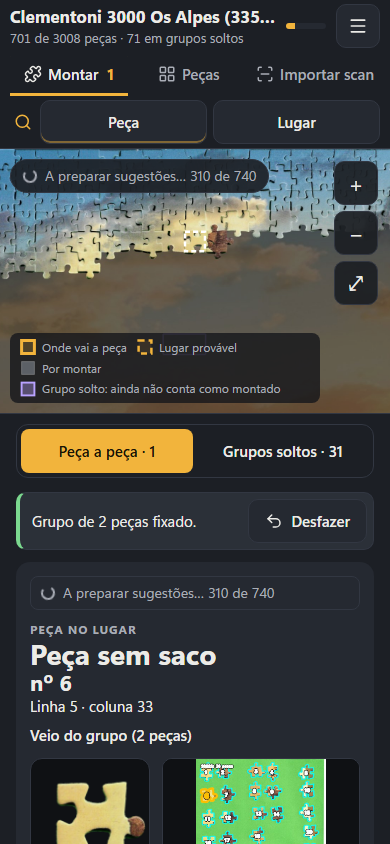 Clementoni 3000 Os Alpes (335…
701 de 3008 peças · 71 em grupos soltos
Montar 1
Peças
Importar scan
Peça
Lugar
A preparar sugestões… 310 de 740
+
−
Onde vai a peça
Lugar provável
Por montar
Grupo solto: ainda não conta como montado
Peça a peça · 1
Grupos soltos · 31
Grupo de 2 peças fixado.
Desfazer
A preparar sugestões… 310 de 740
PEÇA NO LUGAR
Peça sem saco
nº 6
Linha 5 · coluna 33
Veio do grupo (2 peças)